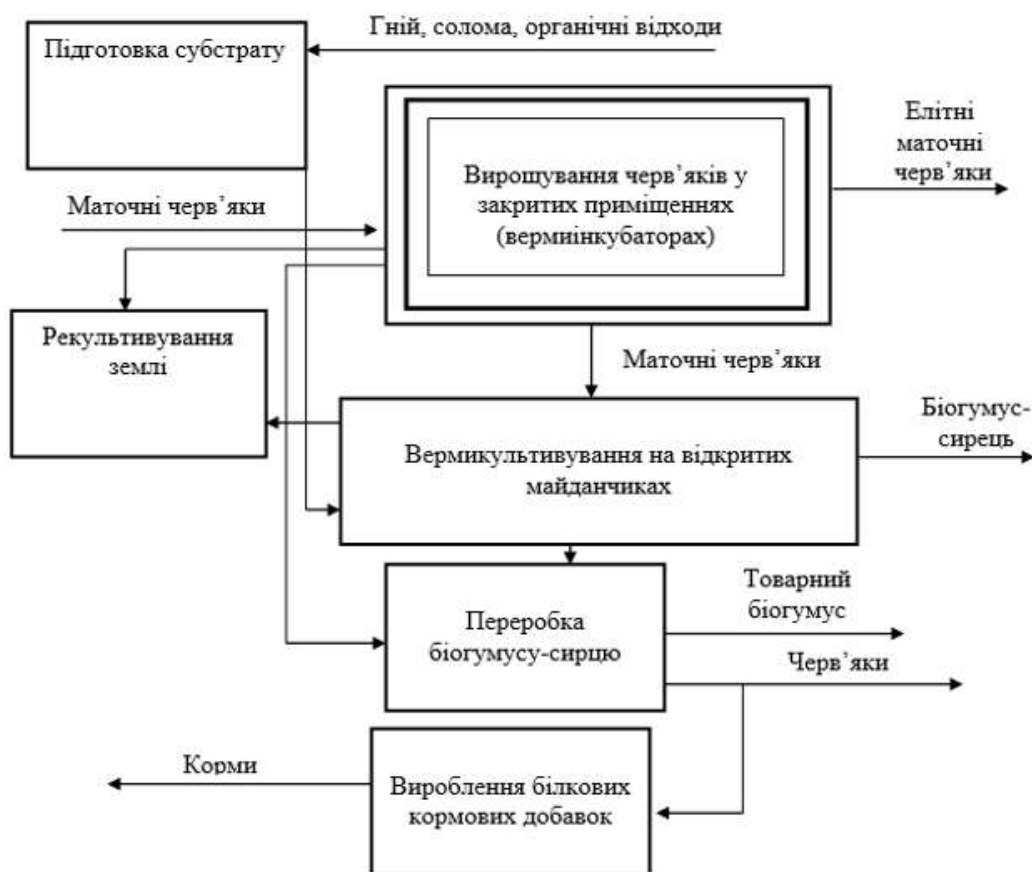 Гній, солома, органічні відходи
Підготовка субстрату
Елітні
маточні
черв’яки
Вирощування черв’яків у
закритих приміщеннях
(вермиінкубаторах)
Маточні черв’яки
Рекультивування
землі
Маточні черв’яки
Біогумус-
сирець
Вермикультивування на відкритих
майданчиках
Товарний
біогумус
Переробка
біогумусу-сирцю
Черв’яки
Корми
Вироблення білкових
кормових добавок